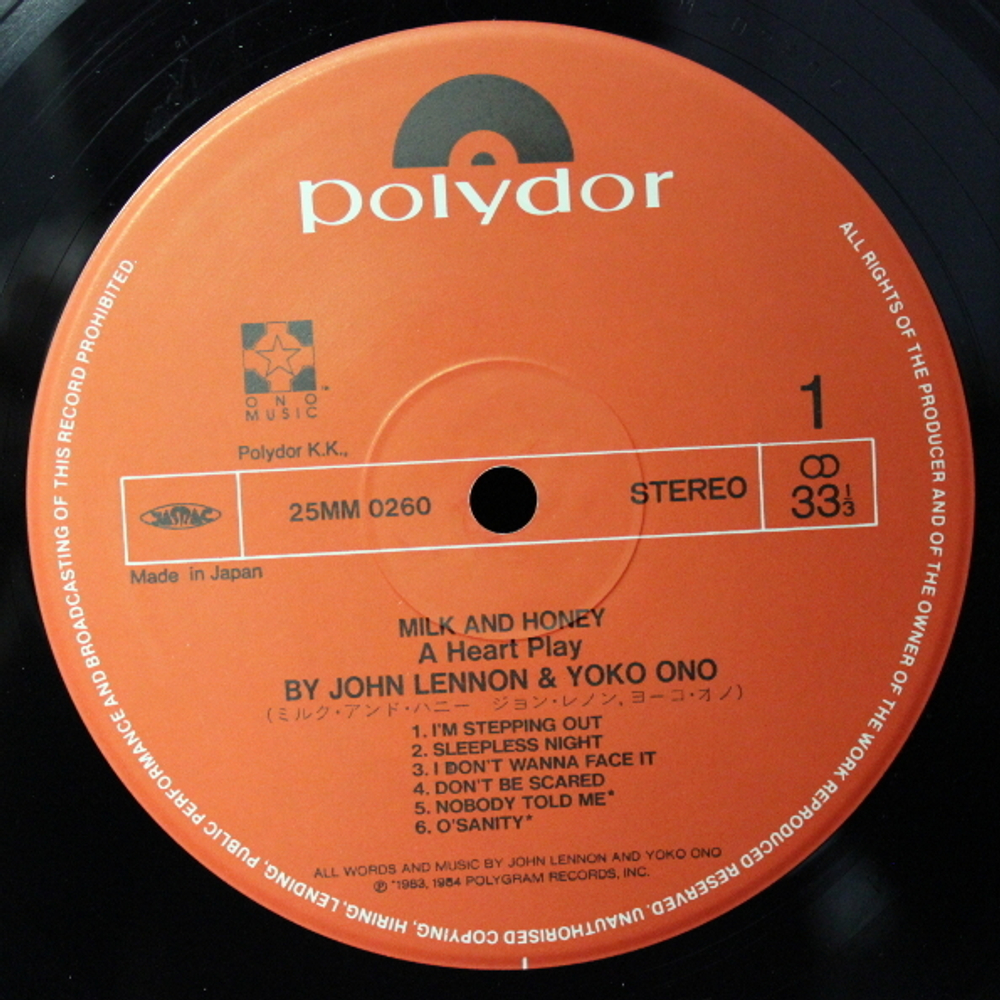 polydor
ONO
MUSIC
™
1
Polydor K.K.,
JASRAC
25MM 0260
STEREO
33 1/3
Made in Japan
MILK AND HONEY
A Heart Play
BY JOHN LENNON & YOKO ONO
(ミルク・アンド・ハニー ジョン・レノン, ヨーコ・オノ)
1. I'M STEPPING OUT
2. SLEEPLESS NIGHT
3. I DON'T WANNA FACE IT
4. DON'T BE SCARED
5. NOBODY TOLD ME*
6. O'SANITY*
ALL WORDS AND MUSIC BY JOHN LENNON AND YOKO ONO
℗ *1983, 1984 POLYGRAM RECORDS, INC.
ALL RIGHTS OF THE PRODUCER AND OF THE OWNER OF THE WORK REPRODUCED RESERVED. UNAUTHORISED COPYING, HIRING, LENDING, PUBLIC PERFORMANCE AND BROADCASTING OF THIS RECORD PROHIBITED.